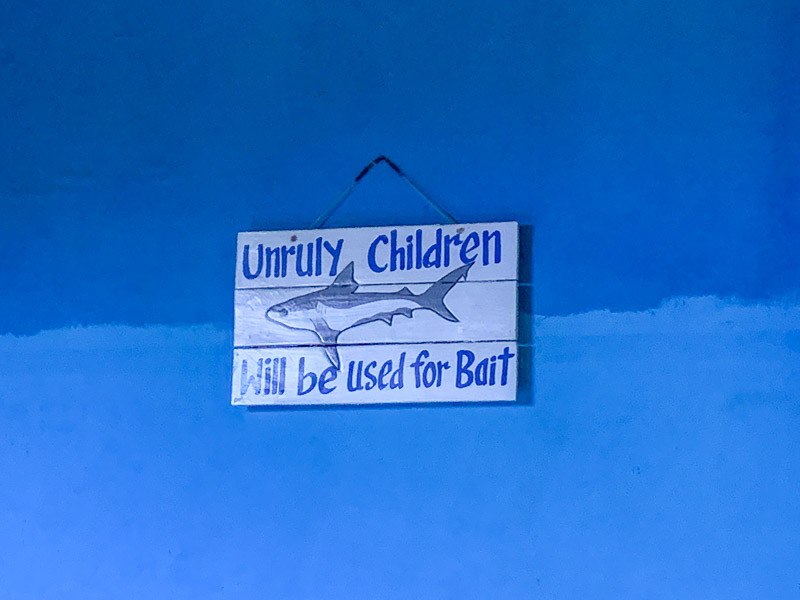 Unruly Children
Will be used for Bait